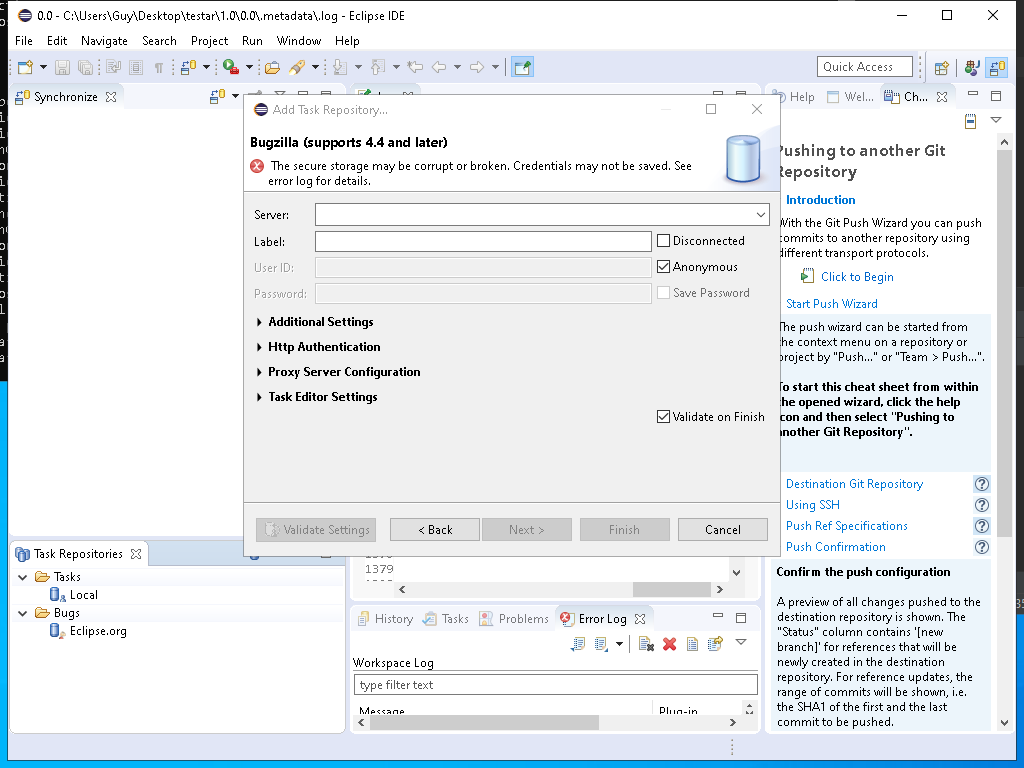 0.0 - C:\Users\Guy\Desktop\testar\1.0\0.0\.metadata\.log - Eclipse IDE
File Edit Navigate Search Project Run Window Help
Quick Access
Synchronize
Help
Wel...
Ch...
Add Task Repository...
Bugzilla (supports 4.4 and later)
The secure storage may be corrupt or broken. Credentials may not be saved. See
error log for details.
Server:
Label:
Disconnected
User ID:
Anonymous
Password:
Save Password
Additional Settings
Http Authentication
Proxy Server Configuration
Task Editor Settings
Validate on Finish
Validate Settings
< Back
Next >
Finish
Cancel
Pushing to another Git
Repository
Introduction
With the Git Push Wizard you can push
commits to another repository using
different transport protocols.
Click to Begin
Start Push Wizard
The push wizard can be started from
the context menu on a repository or
project by "Push..." or "Team > Push...".
To start this cheat sheet from within
the opened wizard, click the help
icon and then select "Pushing to
another Git Repository".
Destination Git Repository
Using SSH
Push Ref Specifications
Push Confirmation
Confirm the push configuration
A preview of all changes pushed to the
destination repository is shown. The
"Status" column contains '[new
branch]' for references that will be
newly created in the destination
repository. For reference updates, the
range of commits will be shown, i.e.
the SHA1 of the first and the last
commit to be pushed.
Task Repositories
Tasks
Local
Bugs
Eclipse.org
1379
History
Tasks
Problems
Error Log
Workspace Log
type filter text
Message
Plug-in